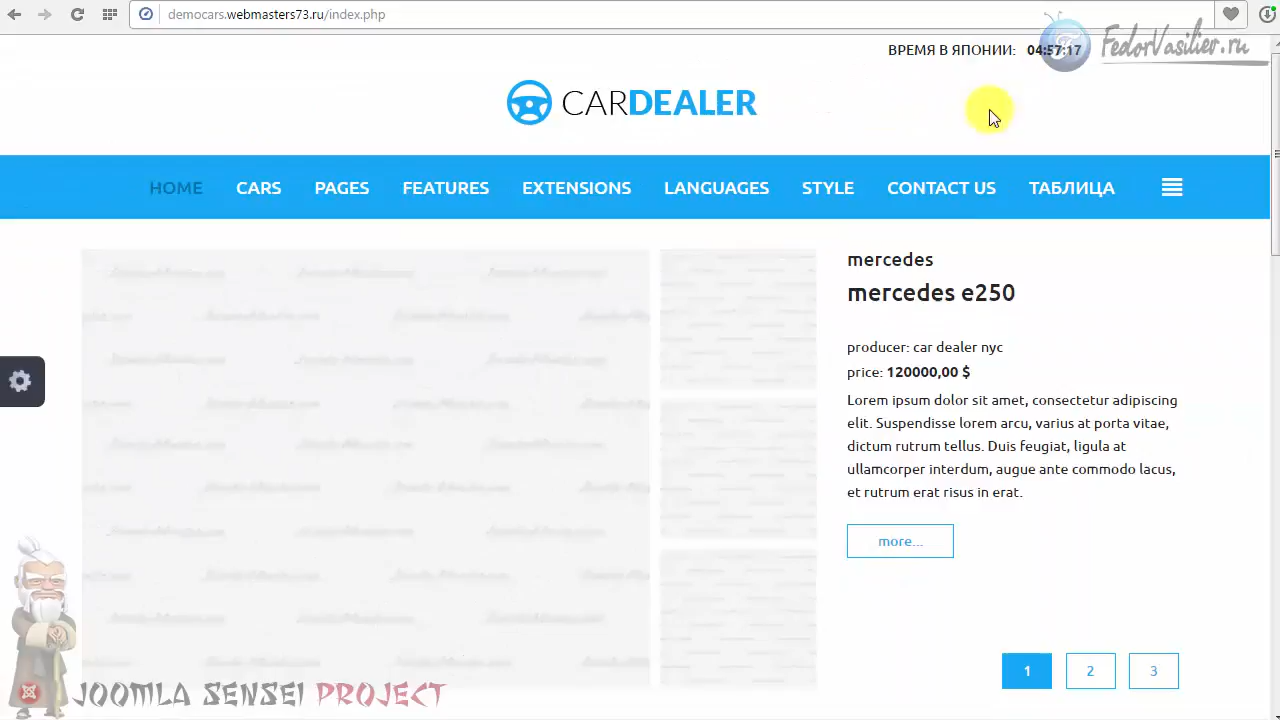 democars.webmasters73.ru/index.php
ВРЕМЯ В ЯПОНИИ: 04:57:17
FedorVasilier.ru
CARDEALER
HOME CARS PAGES FEATURES EXTENSIONS LANGUAGES STYLE CONTACT US ТАБЛИЦА
mercedes
mercedes e250
producer: car dealer nyc
price: 120000,00 $
Lorem ipsum dolor sit amet, consectetur adipiscing
elit. Suspendisse lorem arcu, varius at porta vitae,
dictum rutrum tellus. Duis feugiat, ligula at
ullamcorper interdum, augue ante commodo lacus,
et rutrum erat risus in erat.
more...
1 2 3
JOOMLA SENSEI PROJECT